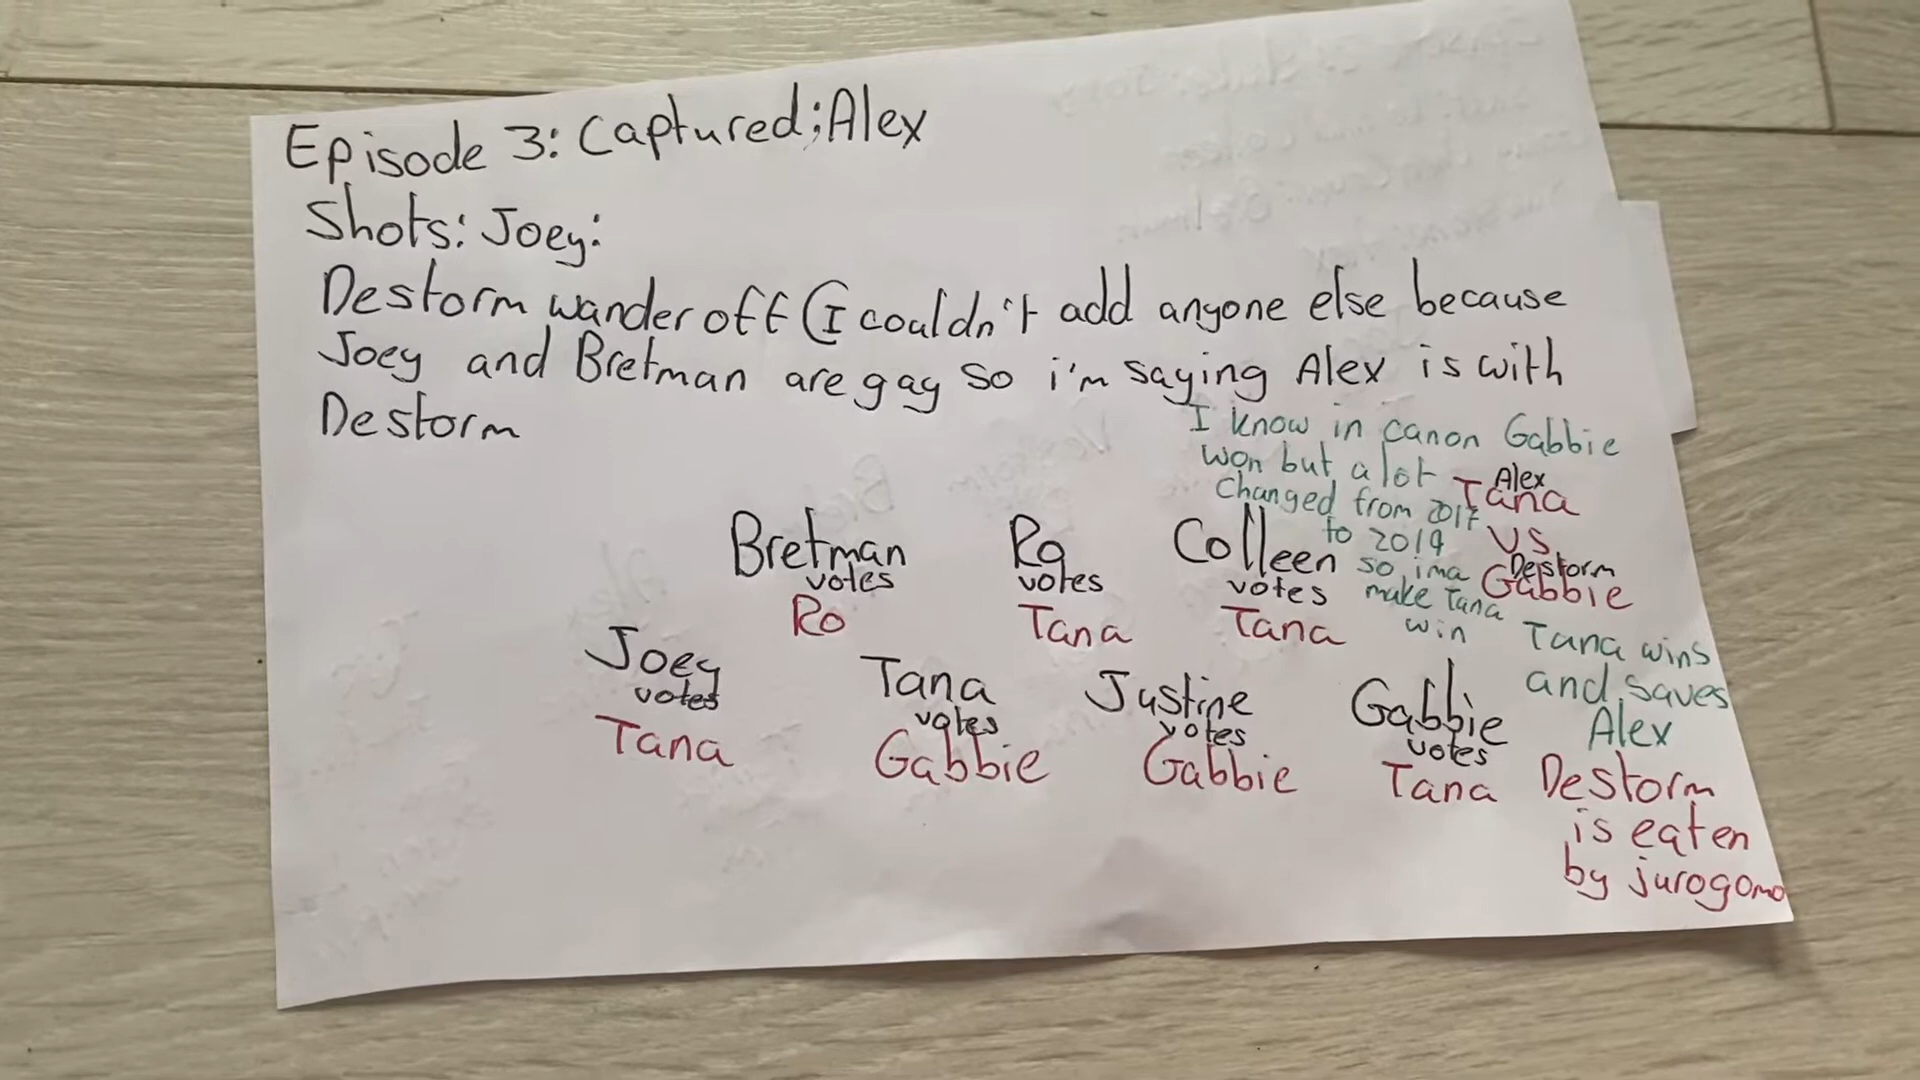 Episode 3: Captured; Alex
Shots: Joey:
Destorm wander off (I couldn't add anyone else because
Joey and Bretman are gay so i'm saying Alex is with
Destorm
I know in canon Gabbie
won but a lot
changed from 2017
to 2019
so ima
make Tana
win
Alex
Tana
VS
Destorm
Gabbie
Bretman
votes
Ro
Ro
votes
Tana
Colleen
votes
Tana
Joey
votes
Tana
Tana
votes
Gabbie
Justine
votes
Gabbie
Gabbie
votes
Tana
Tana wins
and saves
Alex
Destorm
is eaten
by jurogomo